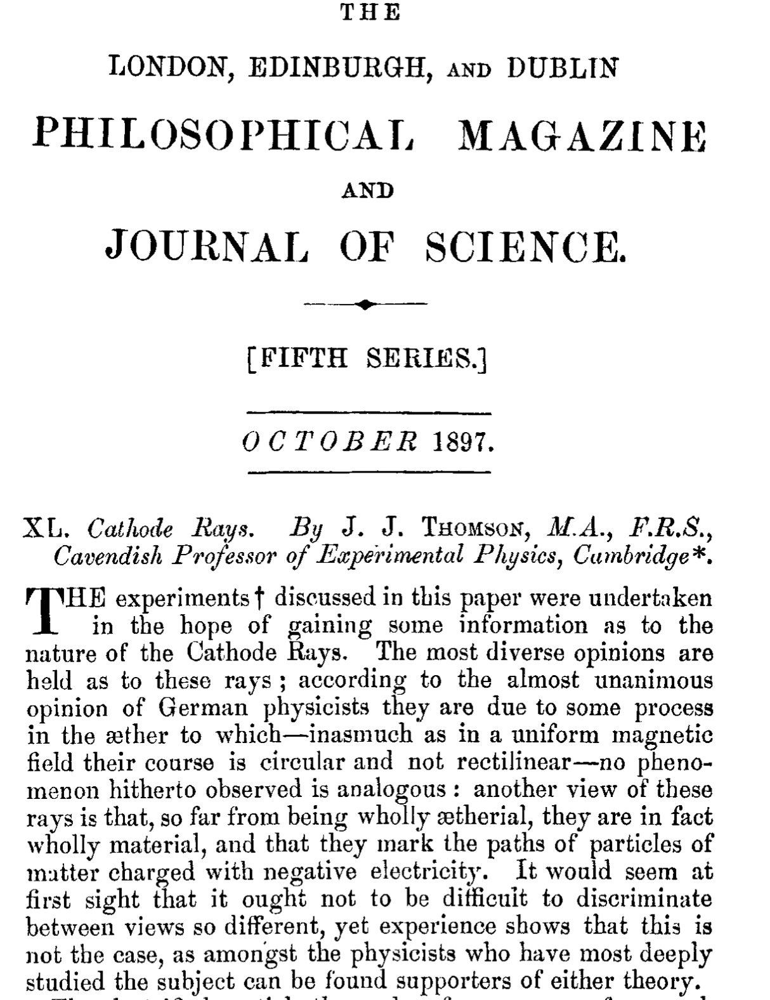 THE
LONDON, EDINBURGH, AND DUBLIN
PHILOSOPHICAL MAGAZINE
AND
JOURNAL OF SCIENCE.
[FIFTH SERIES.]
OCTOBER 1897.
XL. Cathode Rays. By J. J. THOMSON, M.A., F.R.S.,
Cavendish Professor of Experimental Physics, Cambridge*.
THE experiments† discussed in this paper were undertaken
in the hope of gaining some information as to the
nature of the Cathode Rays. The most diverse opinions are
held as to these rays; according to the almost unanimous
opinion of German physicists they are due to some process
in the æther to which—inasmuch as in a uniform magnetic
field their course is circular and not rectilinear—no pheno-
menon hitherto observed is analogous: another view of these
rays is that, so far from being wholly ætherial, they are in fact
wholly material, and that they mark the paths of particles of
matter charged with negative electricity. It would seem at
first sight that it ought not to be difficult to discriminate
between views so different, yet experience shows that this is
not the case, as amongst the physicists who have most deeply
studied the subject can be found supporters of either theory.